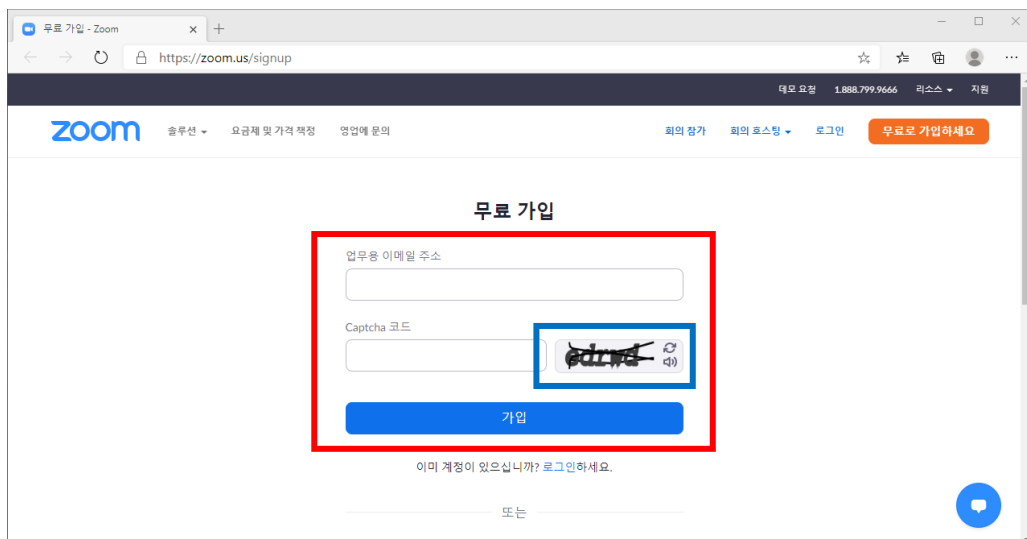 무료 가입 - Zoom
https://zoom.us/signup
데모 요청 1.888.799.9666 리소스 지원
zoom 솔루션 요금제 및 가격 책정 영업에 문의 회의 참가 회의 호스팅 로그인 무료로 가입하세요
무료 가입
업무용 이메일 주소
Captcha 코드
가입
이미 계정이 있으십니까? 로그인하세요.
또는